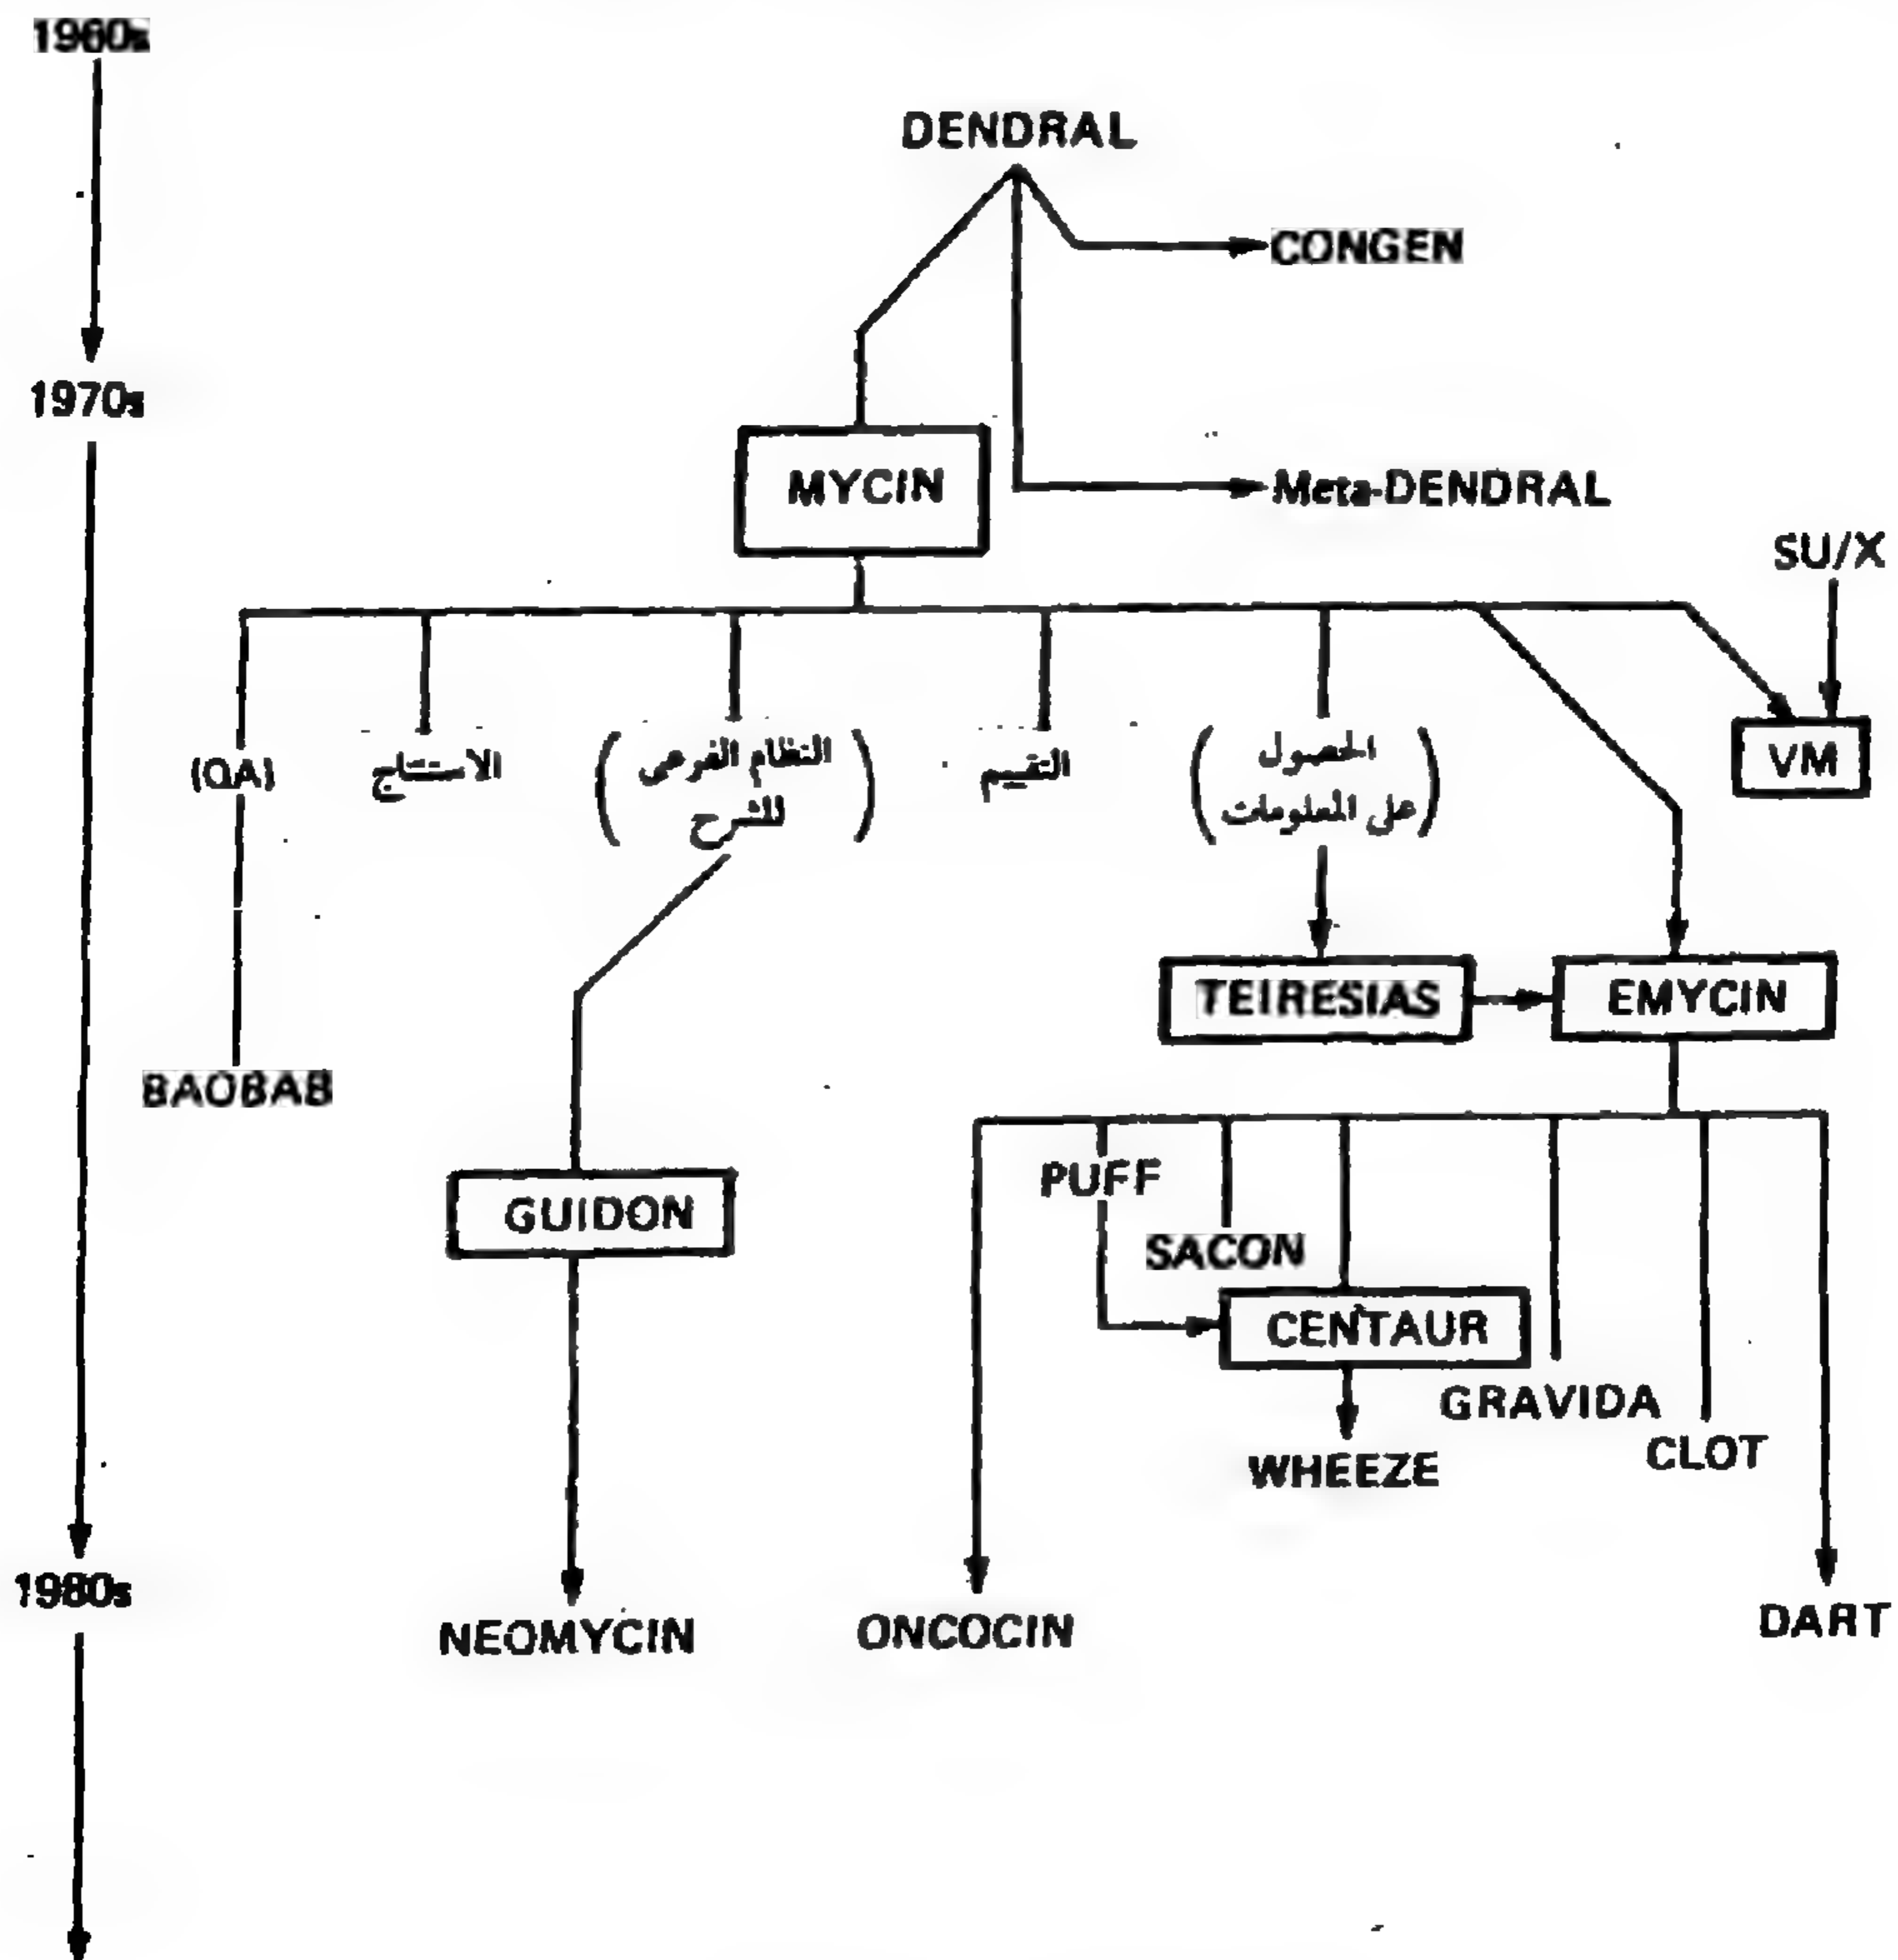 1960s
DENDRAL
CONGEN
1970s
MYCIN
Meta-DENDRAL
SU/X
(QA)
الاستنتاج
(النظام الفرعي
للشرح)
التقييم
(الحصول
على المعلومات)
VM
TEIRESIAS
EMYCIN
BAOBAB
PUFF
GUIDON
SACON
CENTAUR
GRAVIDA
CLOT
WHEEZE
1980s
NEOMYCIN
ONCOCIN
DART